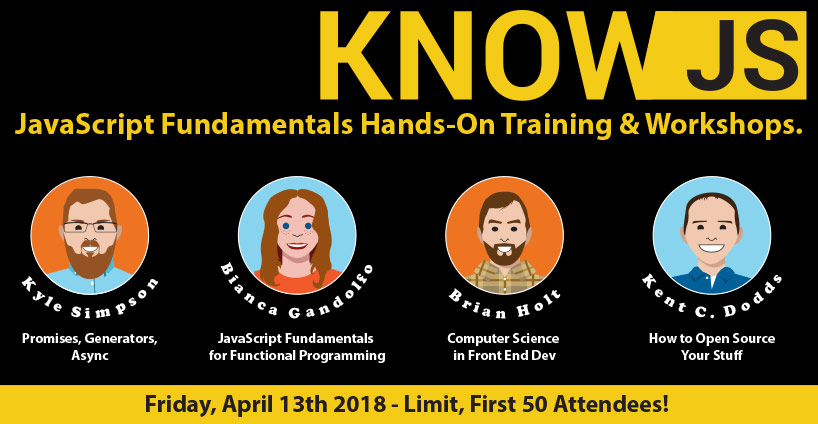 KNOW JS
JavaScript Fundamentals Hands-On Training & Workshops.
Kyle Simpson
Promises, Generators,
Async
Bianca Gandolfo
JavaScript Fundamentals
for Functional Programming
Brian Holt
Computer Science
in Front End Dev
Kent C. Dodds
How to Open Source
Your Stuff
Friday, April 13th 2018 - Limit, First 50 Attendees!